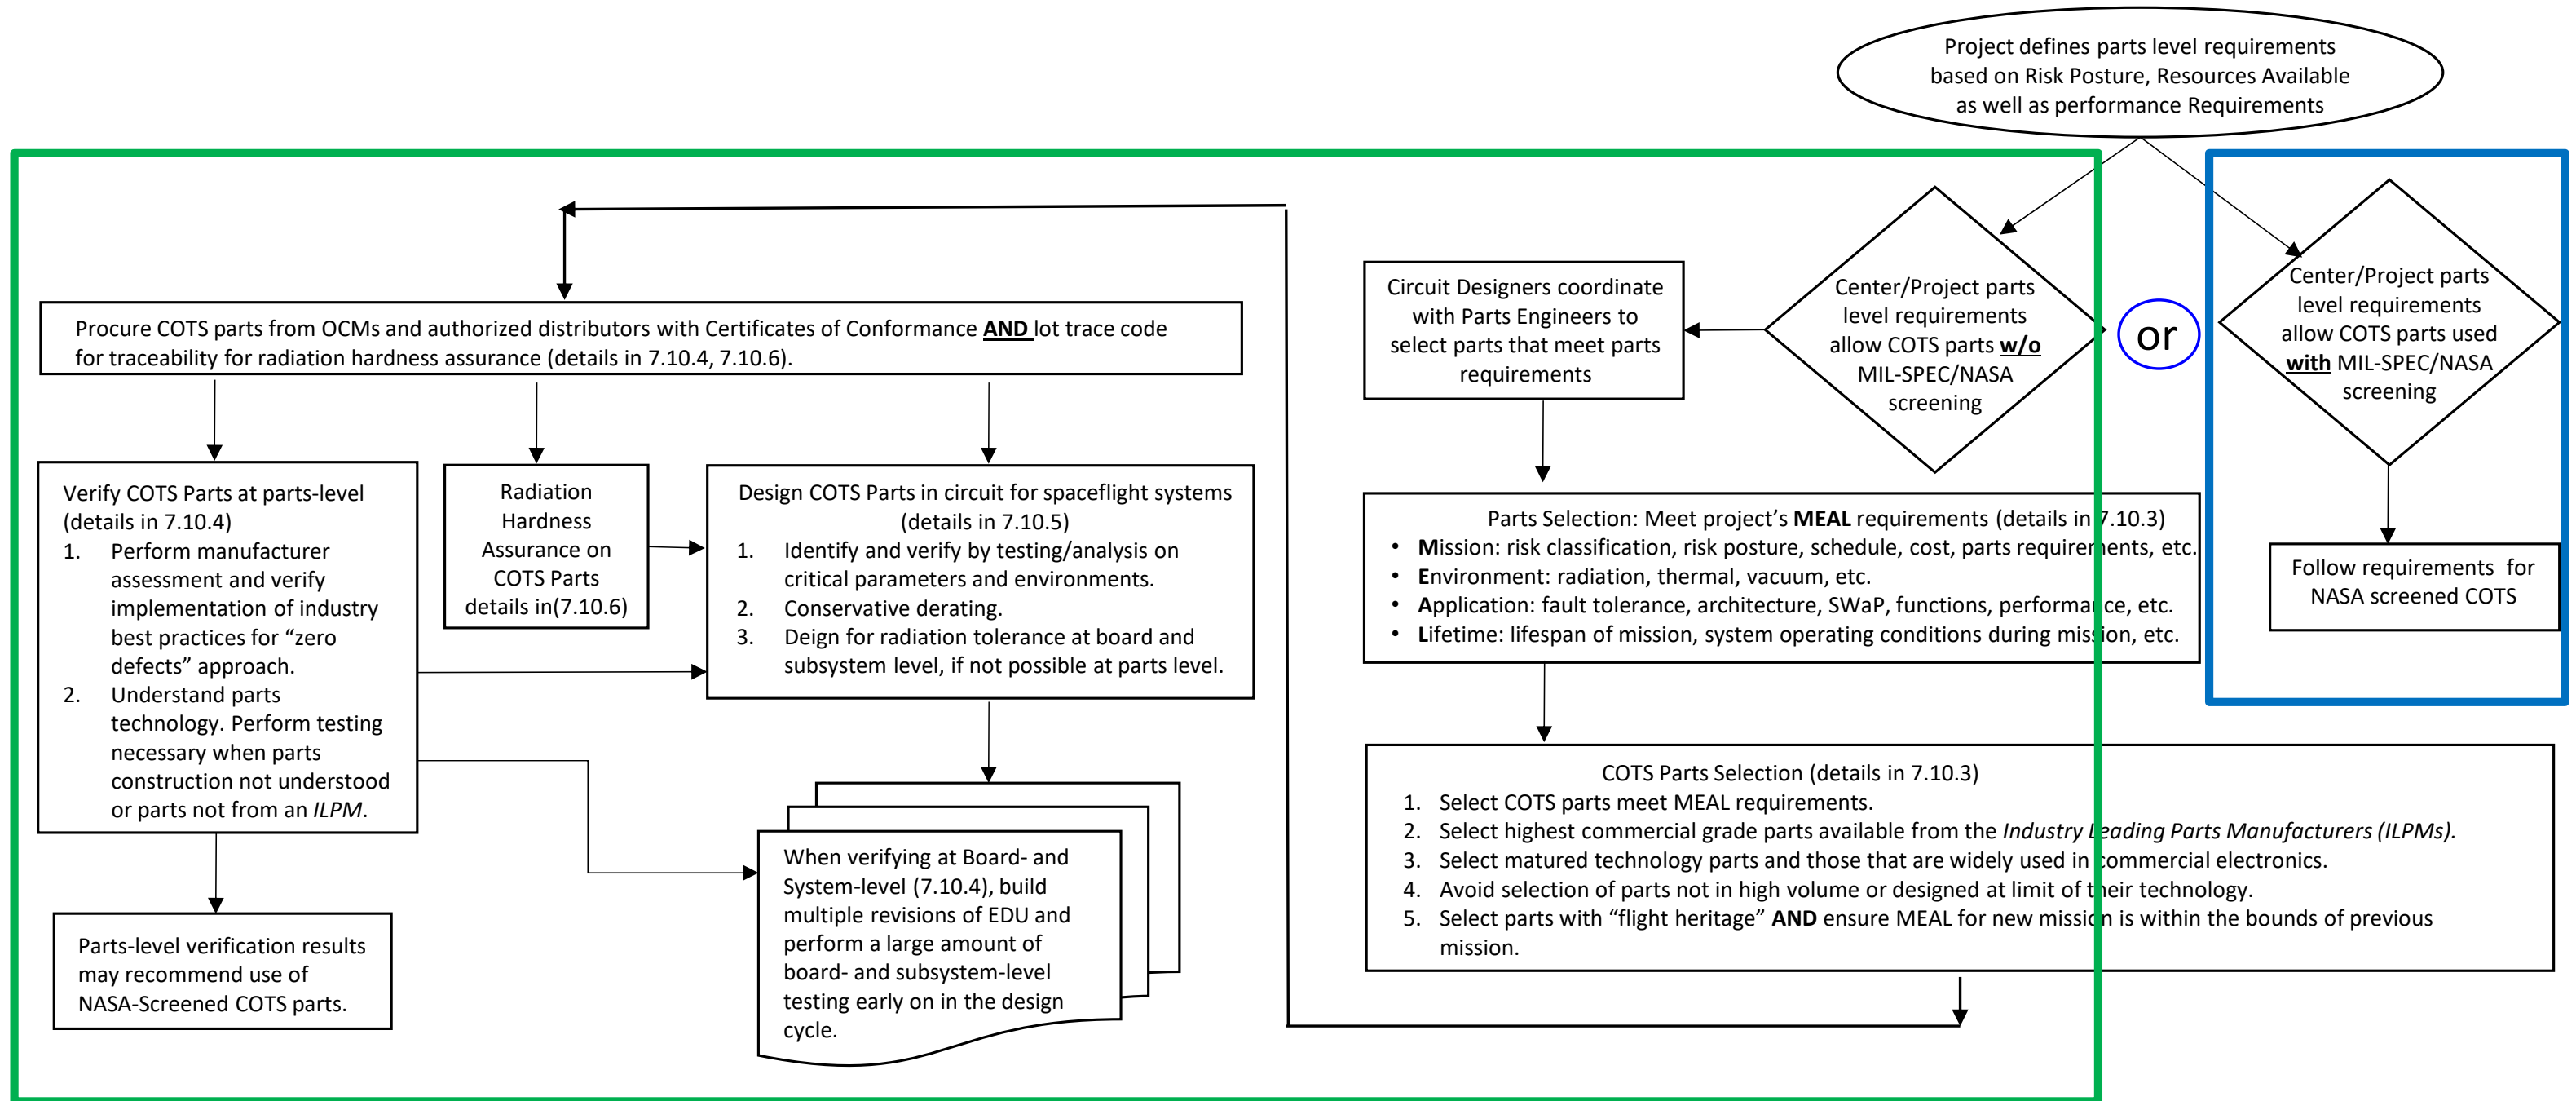 Project defines parts level requirements
based on Risk Posture, Resources Available
as well as performance Requirements
Center/Project parts
level requirements
allow COTS parts w/o
MIL-SPEC/NASA
screening
or
Center/Project parts
level requirements
allow COTS parts used
with MIL-SPEC/NASA
screening
Follow requirements for
NASA screened COTS
Circuit Designers coordinate
with Parts Engineers to
select parts that meet parts
requirements
Parts Selection: Meet project's MEAL requirements (details in 7.10.3)
• Mission: risk classification, risk posture, schedule, cost, parts requirements, etc.
• Environment: radiation, thermal, vacuum, etc.
• Application: fault tolerance, architecture, SWaP, functions, performance, etc.
• Lifetime: lifespan of mission, system operating conditions during mission, etc.
COTS Parts Selection (details in 7.10.3)
1. Select COTS parts meet MEAL requirements.
2. Select highest commercial grade parts available from the Industry Leading Parts Manufacturers (ILPMs).
3. Select matured technology parts and those that are widely used in commercial electronics.
4. Avoid selection of parts not in high volume or designed at limit of their technology.
5. Select parts with “flight heritage” AND ensure MEAL for new mission is within the bounds of previous
mission.
Procure COTS parts from OCMs and authorized distributors with Certificates of Conformance AND lot trace code
for traceability for radiation hardness assurance (details in 7.10.4, 7.10.6).
Verify COTS Parts at parts-level
(details in 7.10.4)
1. Perform manufacturer
assessment and verify
implementation of industry
best practices for “zero
defects” approach.
2. Understand parts
technology. Perform testing
necessary when parts
construction not understood
or parts not from an ILPM.
Radiation
Hardness
Assurance on
COTS Parts
details in(7.10.6)
Design COTS Parts in circuit for spaceflight systems
(details in 7.10.5)
1. Identify and verify by testing/analysis on
critical parameters and environments.
2. Conservative derating.
3. Deign for radiation tolerance at board and
subsystem level, if not possible at parts level.
Parts-level verification results
may recommend use of
NASA-Screened COTS parts.
When verifying at Board- and
System-level (7.10.4), build
multiple revisions of EDU and
perform a large amount of
board- and subsystem-level
testing early on in the design
cycle.